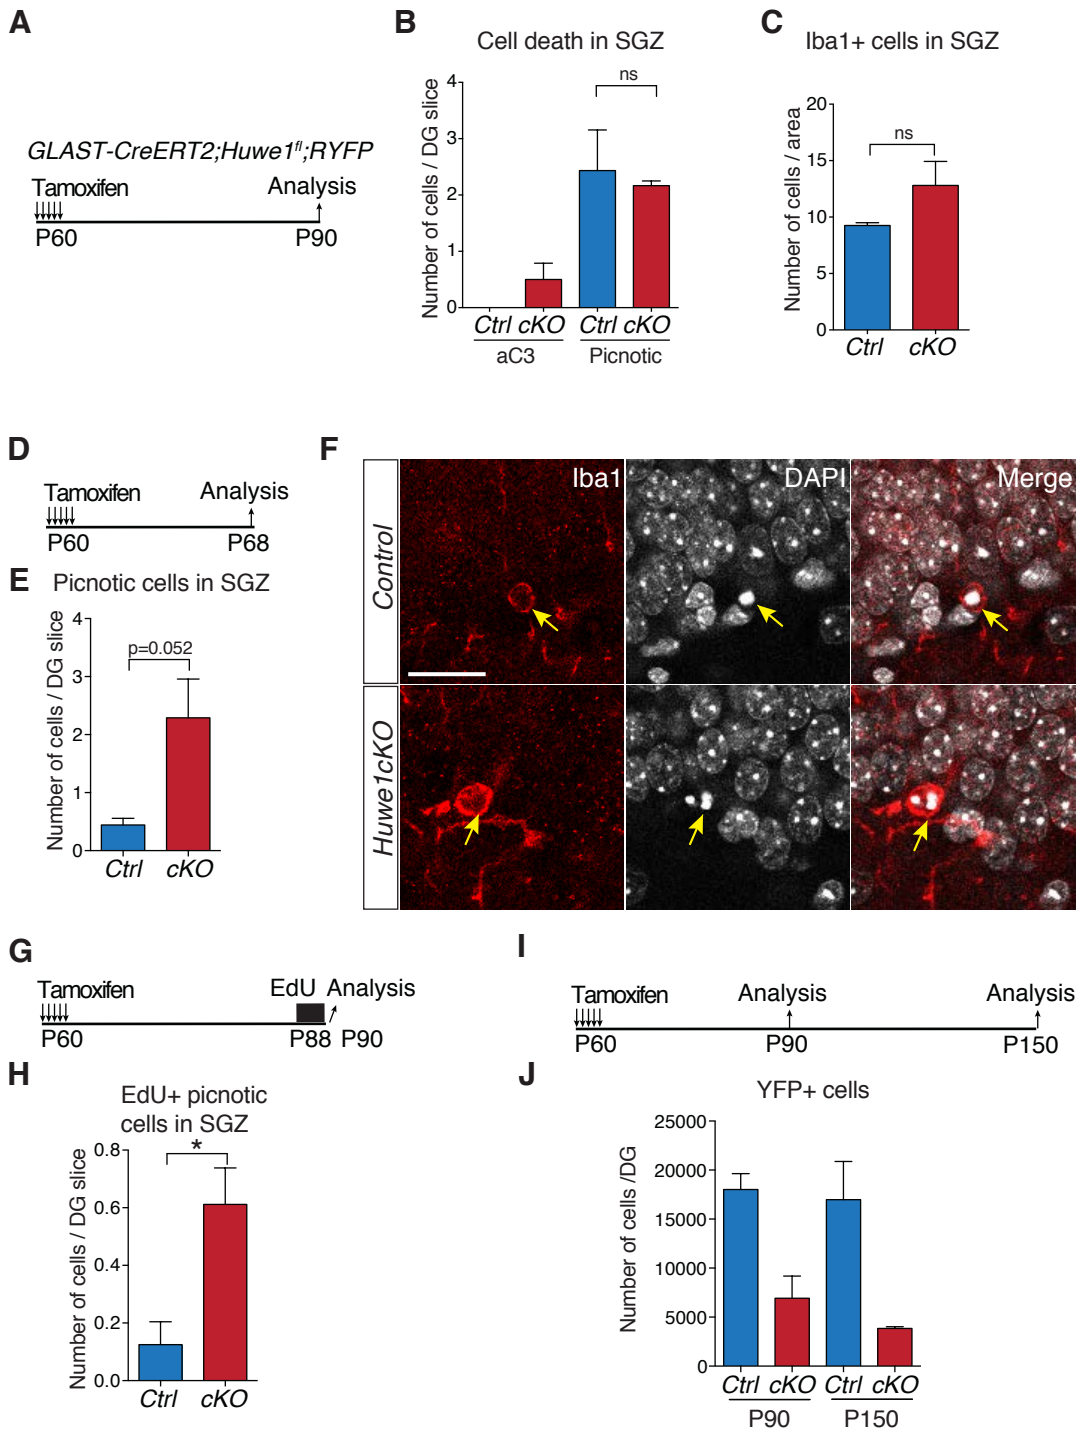 A
GLAST-CreERT2;Huwe1fl;RYFP
Tamoxifen
Analysis
P60
P90
B
Cell death in SGZ
Number of cells / DG slice
4
3
2
1
0
ns
Ctrl cKO Ctrl cKO
aC3 Picnotic
C
Iba1+ cells in SGZ
Number of cells / area
20
15
10
5
0
ns
Ctrl cKO
D
Tamoxifen
Analysis
P60
P68
E
Picnotic cells in SGZ
Number of cells / DG slice
4
3
2
1
0
p=0.052
Ctrl cKO
F
Iba1
DAPI
Merge
Control
Huwe1cKO
G
Tamoxifen
EdU
Analysis
P60
P88
P90
H
EdU+ picnotic
cells in SGZ
Number of cells / DG slice
0.8
0.6
0.4
0.2
0.0
*
Ctrl cKO
I
Tamoxifen
Analysis
Analysis
P60
P90
P150
J
YFP+ cells
Number of cells /DG
25000
20000
15000
10000
5000
0
Ctrl cKO Ctrl cKO
P90 P150